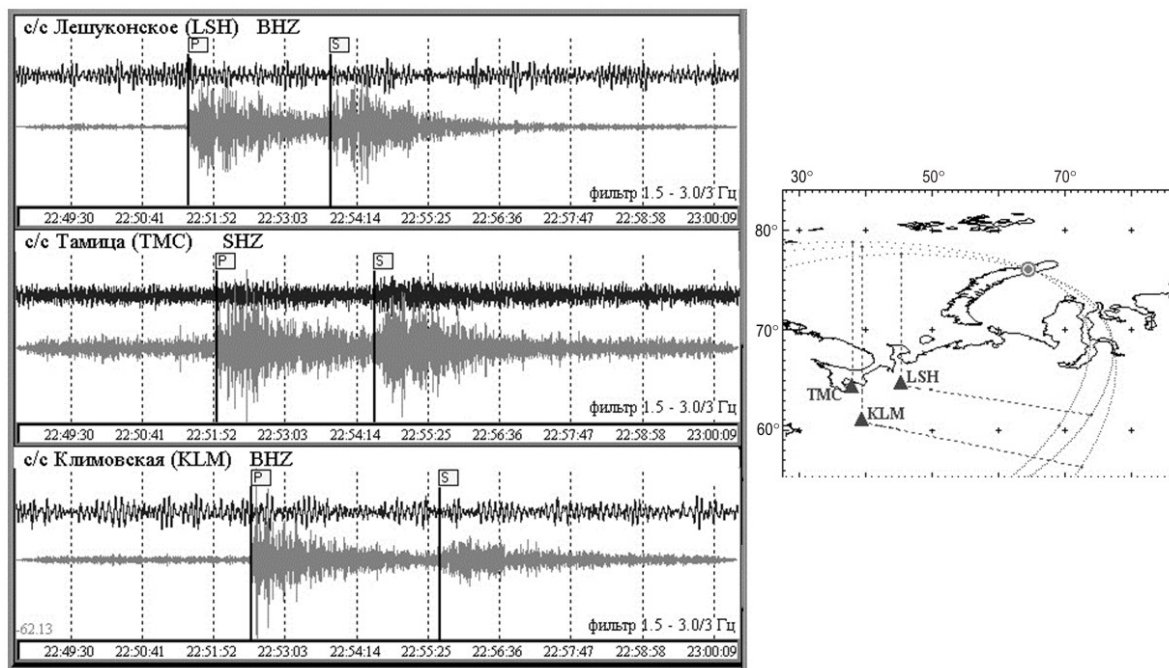 с/с Лешуконское (LSH) BHZ
P S
фильтр 1.5 - 3.0/3 Гц
22:49:30 22:50:41 22:51:52 22:53:03 22:54:14 22:55:25 22:56:36 22:57:47 22:58:58 23:00:09
с/с Тамица (TMC) SHZ
P S
фильтр 1.5 - 3.0/3 Гц
22:49:30 22:50:41 22:51:52 22:53:03 22:54:14 22:55:25 22:56:36 22:57:47 22:58:58 23:00:09
с/с Климовская (KLM) BHZ
P S
-62.13
фильтр 1.5 - 3.0/3 Гц
22:49:30 22:50:41 22:51:52 22:53:03 22:54:14 22:55:25 22:56:36 22:57:47 22:58:58 23:00:09
30° 50° 70°
80°
70°
LSH
TMC
KLM
60°